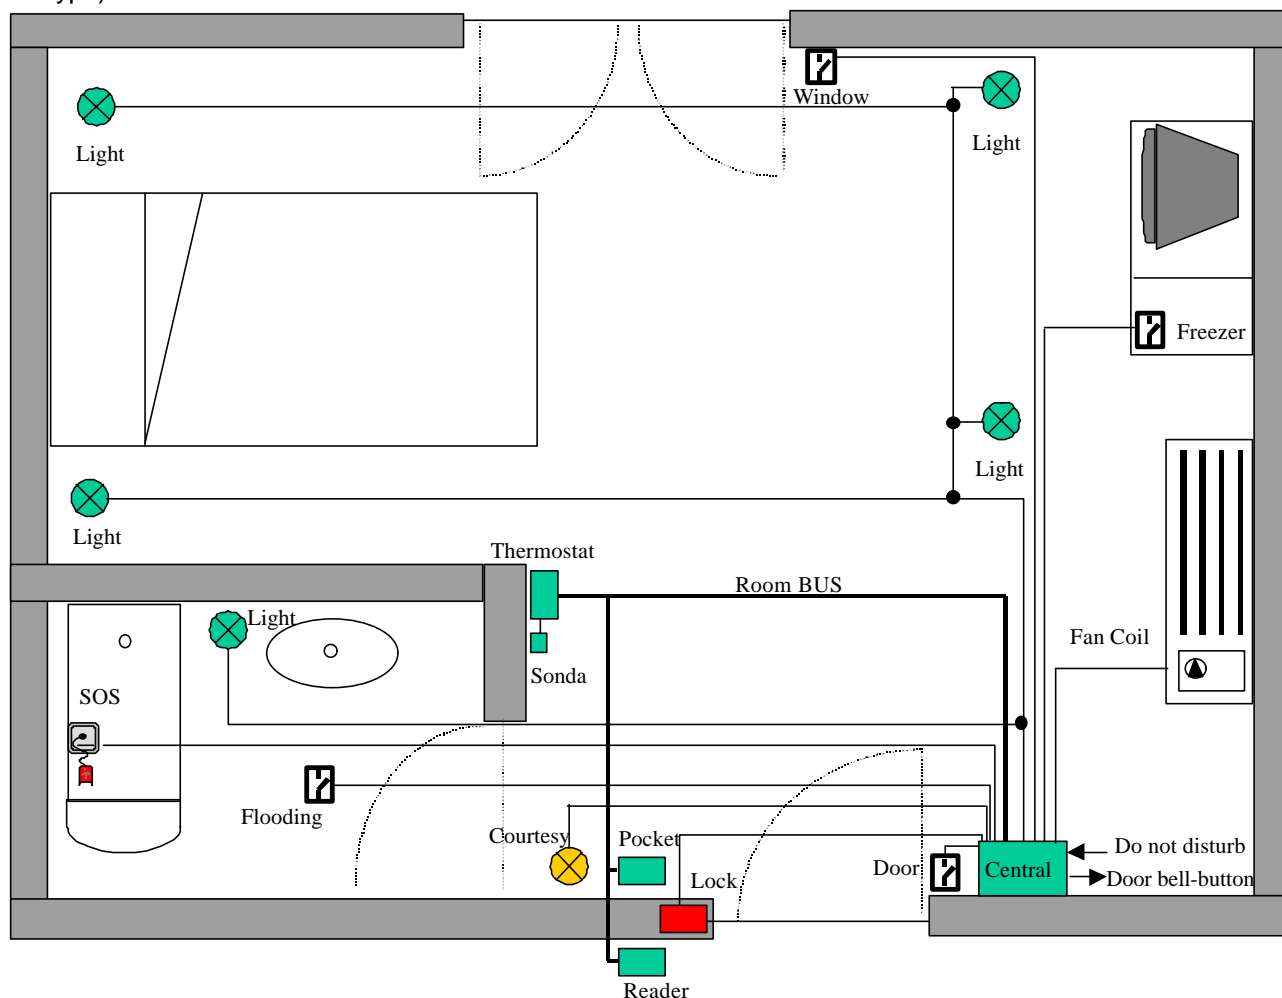 Window
Light
Light
Freezer
Light
Light
Thermostat
Room BUS
Light
Fan Coil
Sonda
SOS
Flooding
Courtesy
Pocket
Do not disturb
Door
Central
Lock
Door bell-button
Reader